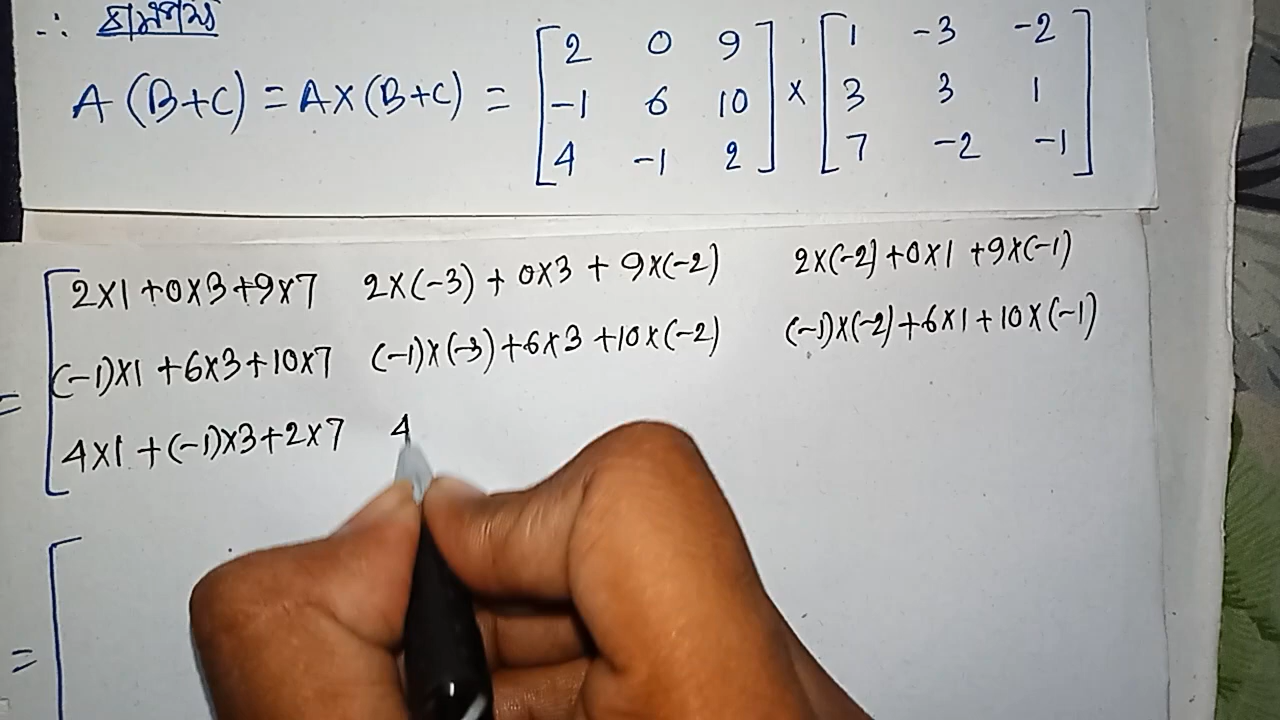 ∴ বামপক্ষ
A (B+C) = A×(B+C) = [2 0 9] × [1 -3 -2]
[-1 6 10] [3 3 1]
[4 -1 2] [7 -2 -1]
= [2×1+0×3+9×7 2×(-3)+0×3+9×(-2) 2×(-2)+0×1+9×(-1)
(-1)×1+6×3+10×7 (-1)×(-3)+6×3+10×(-2) (-1)×(-2)+6×1+10×(-1)
4×1+(-1)×3+2×7 4
= [